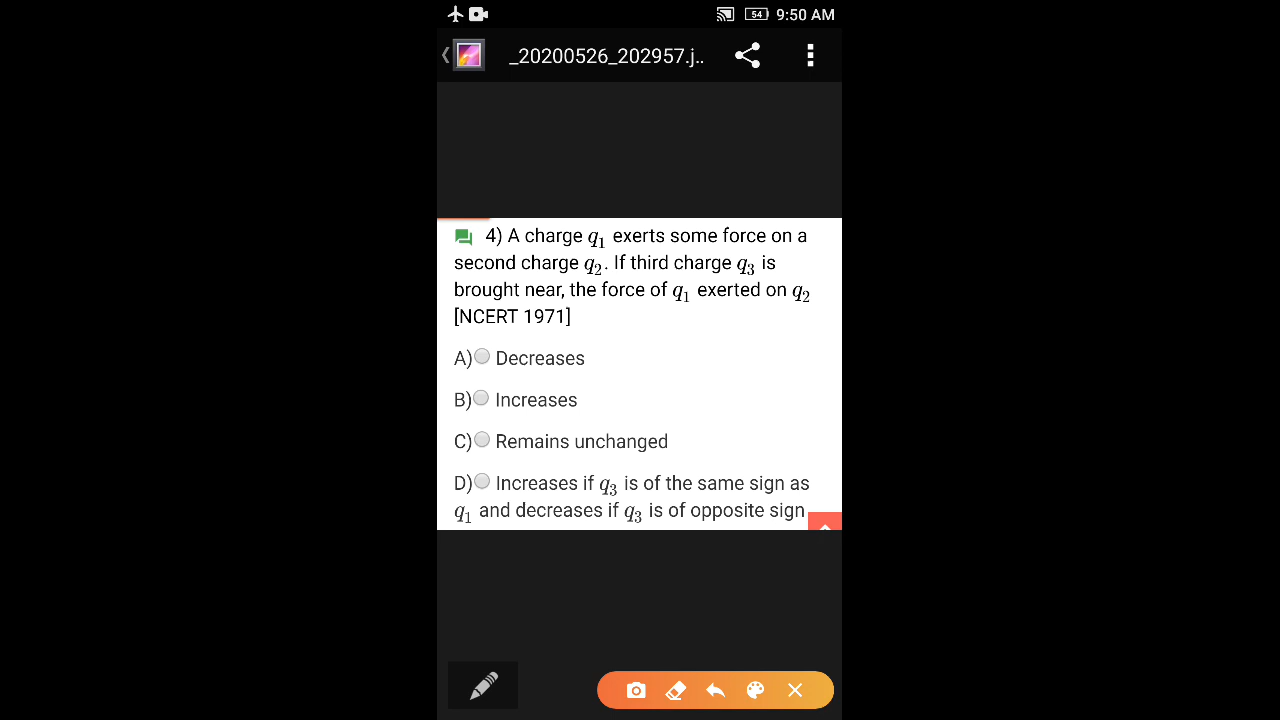 54 9:50 AM
_20200526_202957.j..
4) A charge q₁ exerts some force on a
second charge q₂. If third charge q₃ is
brought near, the force of q₁ exerted on q₂
[NCERT 1971]
A) Decreases
B) Increases
C) Remains unchanged
D) Increases if q₃ is of the same sign as
q₁ and decreases if q₃ is of opposite sign